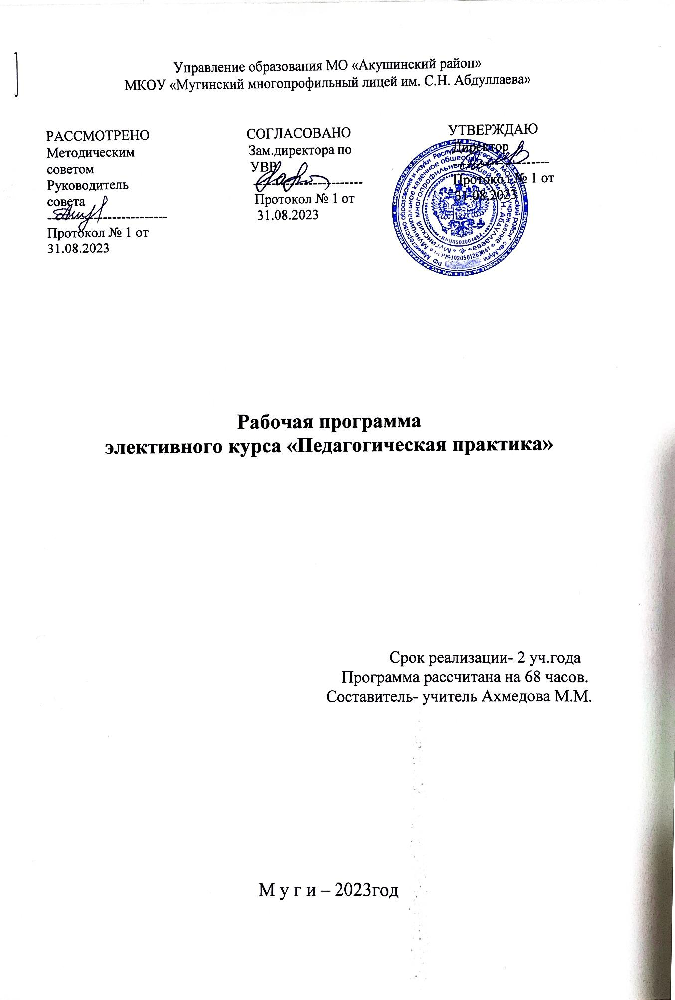 Управление образования МО «Акушинский район»
МКОУ «Мугинский многопрофильный лицей им. С.Н. Абдуллаева»
РАССМОТРЕНО
Методическим
советом
Руководитель
совета
Протокол № 1 от
31.08.2023
СОГЛАСОВАНО
Зам.директора по
УВР
Протокол № 1 от
31.08.2023
УТВЕРЖДАЮ
Директор
Протокол № 1 от
31.08.2023
Рабочая программа
элективного курса «Педагогическая практика»
Срок реализации- 2 уч.года
Программа рассчитана на 68 часов.
Составитель- учитель Ахмедова М.М.
М у г и – 2023год